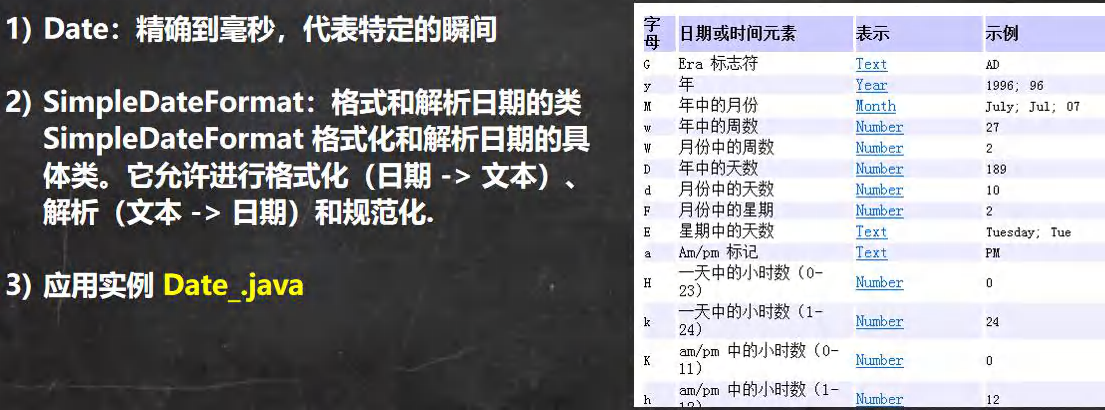 1) Date：精确到毫秒，代表特定的瞬间
2) SimpleDateFormat：格式和解析日期的类
SimpleDateFormat 格式化和解析日期的具
体类。它允许进行格式化（日期 -> 文本）、
解析（文本 -> 日期）和规范化.
3) 应用实例 Date_.java
字母 日期或时间元素 表示 示例
G Era 标志符 Text AD
y 年 Year 1996; 96
M 年中的月份 Month July; Jul; 07
w 年中的周数 Number 27
W 月份中的周数 Number 2
D 年中的天数 Number 189
d 月份中的天数 Number 10
F 月份中的星期 Number 2
E 星期中的天数 Text Tuesday; Tue
a Am/pm 标记 Text PM
H 一天中的小时数（0-23） Number 0
k 一天中的小时数（1-24） Number 24
K am/pm 中的小时数（0-11） Number 0
h am/pm 中的小时数（1-12） Number 12